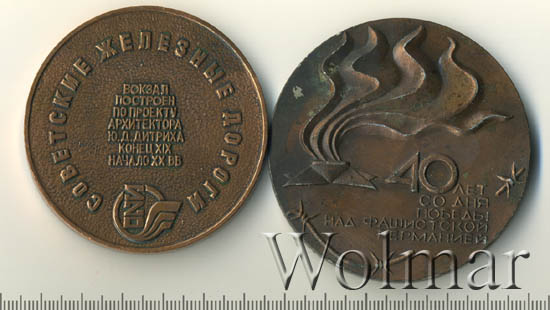 СОВЕТСКИЕ ЖЕЛЕЗНЫЕ ДОРОГИ
ВОКЗАЛ
ПОСТРОЕН
ПО ПРОЕКТУ
АРХИТЕКТОРА
Ю.Д.ДИТРИХА
КОНЕЦ XIX
НАЧАЛО XX ВВ
40 ЛЕТ
СО ДНЯ
ПОБЕДЫ
НАД ФАШИСТСКОЙ
ГЕРМАНИЕЙ
Wolmar